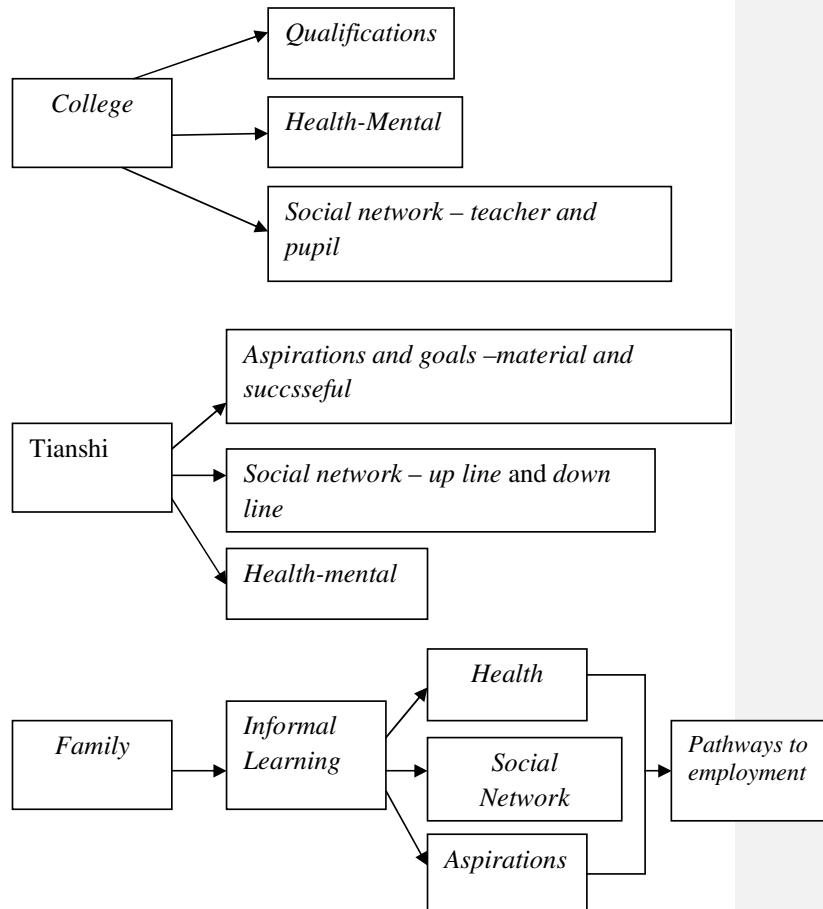 Qualifications
College
Health-Mental
Social network – teacher and
pupil
Aspirations and goals –material and
succsseful
Tianshi
Social network – up line and down
line
Health-mental
Health
Family
Informal
Learning
Social
Network
Pathways to
employment
Aspirations